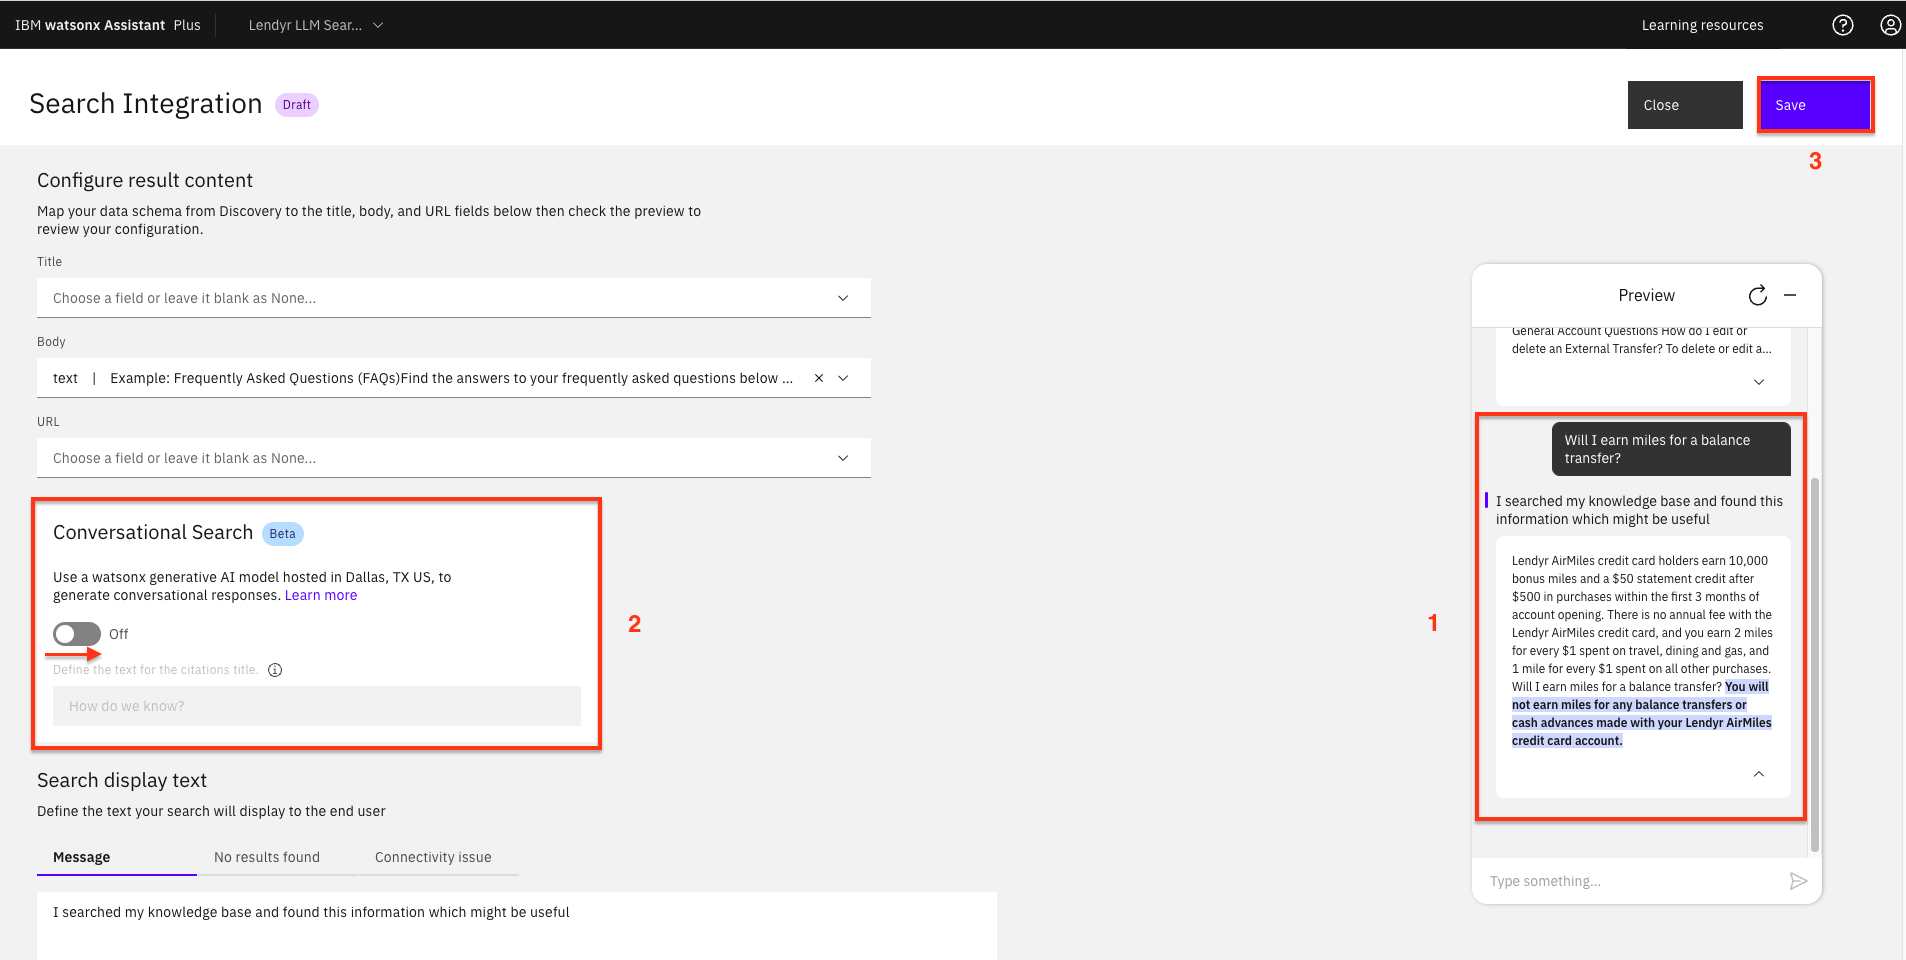 IBM watsonx Assistant Plus
Lendyr LLM Sear...
Learning resources
Search Integration
Draft
Close
Save
3
Configure result content
Map your data schema from Discovery to the title, body, and URL fields below then check the preview to
review your configuration.
Title
Choose a field or leave it blank as None...
Body
text | Example: Frequently Asked Questions (FAQs)Find the answers to your frequently asked questions below ...
URL
Choose a field or leave it blank as None...
Conversational Search
Beta
Use a watsonx generative AI model hosted in Dallas, TX US, to
generate conversational responses. Learn more
Off
Define the text for the citations title.
How do we know?
2
Search display text
Define the text your search will display to the end user
Message
No results found
Connectivity issue
I searched my knowledge base and found this information which might be useful
1
Preview
General Account Questions How do I edit or
delete an External Transfer? To delete or edit a...
Will I earn miles for a balance
transfer?
I searched my knowledge base and found this
information which might be useful
Lendyr AirMiles credit card holders earn 10,000
bonus miles and a $50 statement credit after
$500 in purchases within the first 3 months of
account opening. There is no annual fee with the
Lendyr AirMiles credit card, and you earn 2 miles
for every $1 spent on travel, dining and gas, and
1 mile for every $1 spent on all other purchases.
Will I earn miles for a balance transfer? You will
not earn miles for any balance transfers or
cash advances made with your Lendyr AirMiles
credit card account.
Type something...